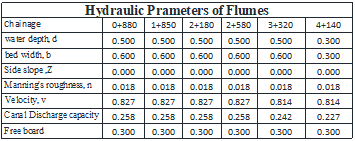 Hydraulic Prameters of Flumes
Chainage 0+880 1+850 2+180 2+580 3+320 4+140
water depth, d 0.500 0.500 0.500 0.500 0.500 0.300
bed width, b 0.600 0.600 0.600 0.600 0.600 0.300
Side slope ,Z 0.000 0.000 0.000 0.000 0.000 0.000
Manning's roughness, n 0.018 0.018 0.018 0.018 0.018 0.018
Velocity, v 0.827 0.827 0.827 0.827 0.814 0.814
Canal Discharge capacity 0.258 0.258 0.258 0.258 0.242 0.227
Free board 0.300 0.300 0.300 0.300 0.300 0.300